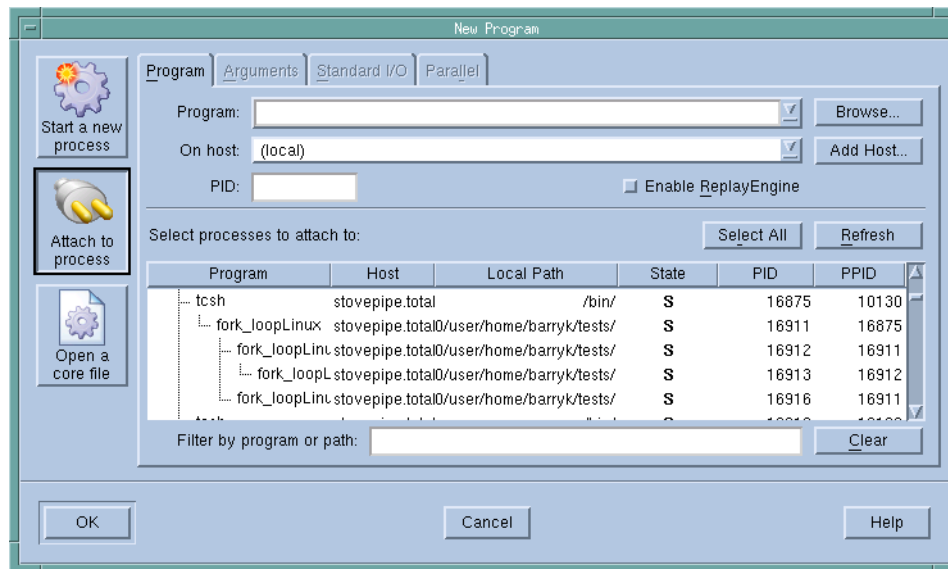 New Program
Start a new
process
Attach to
process
Open a
core file
Program Arguments Standard I/O Parallel
Program: Browse...
On host: (local) Add Host...
PID: Enable ReplayEngine
Select processes to attach to: Select All Refresh
Program Host Local Path State PID PPID
tcsh stovepipe.total /bin/ S 16875 10130
fork_loopLinux stovepipe.total0/user/home/barryk/tests/ S 16911 16875
fork_loopLinu stovepipe.total0/user/home/barryk/tests/ S 16912 16911
fork_loopL stovepipe.total0/user/home/barryk/tests/ S 16913 16912
fork_loopLinu stovepipe.total0/user/home/barryk/tests/ S 16916 16911
Filter by program or path: Clear
OK Cancel Help